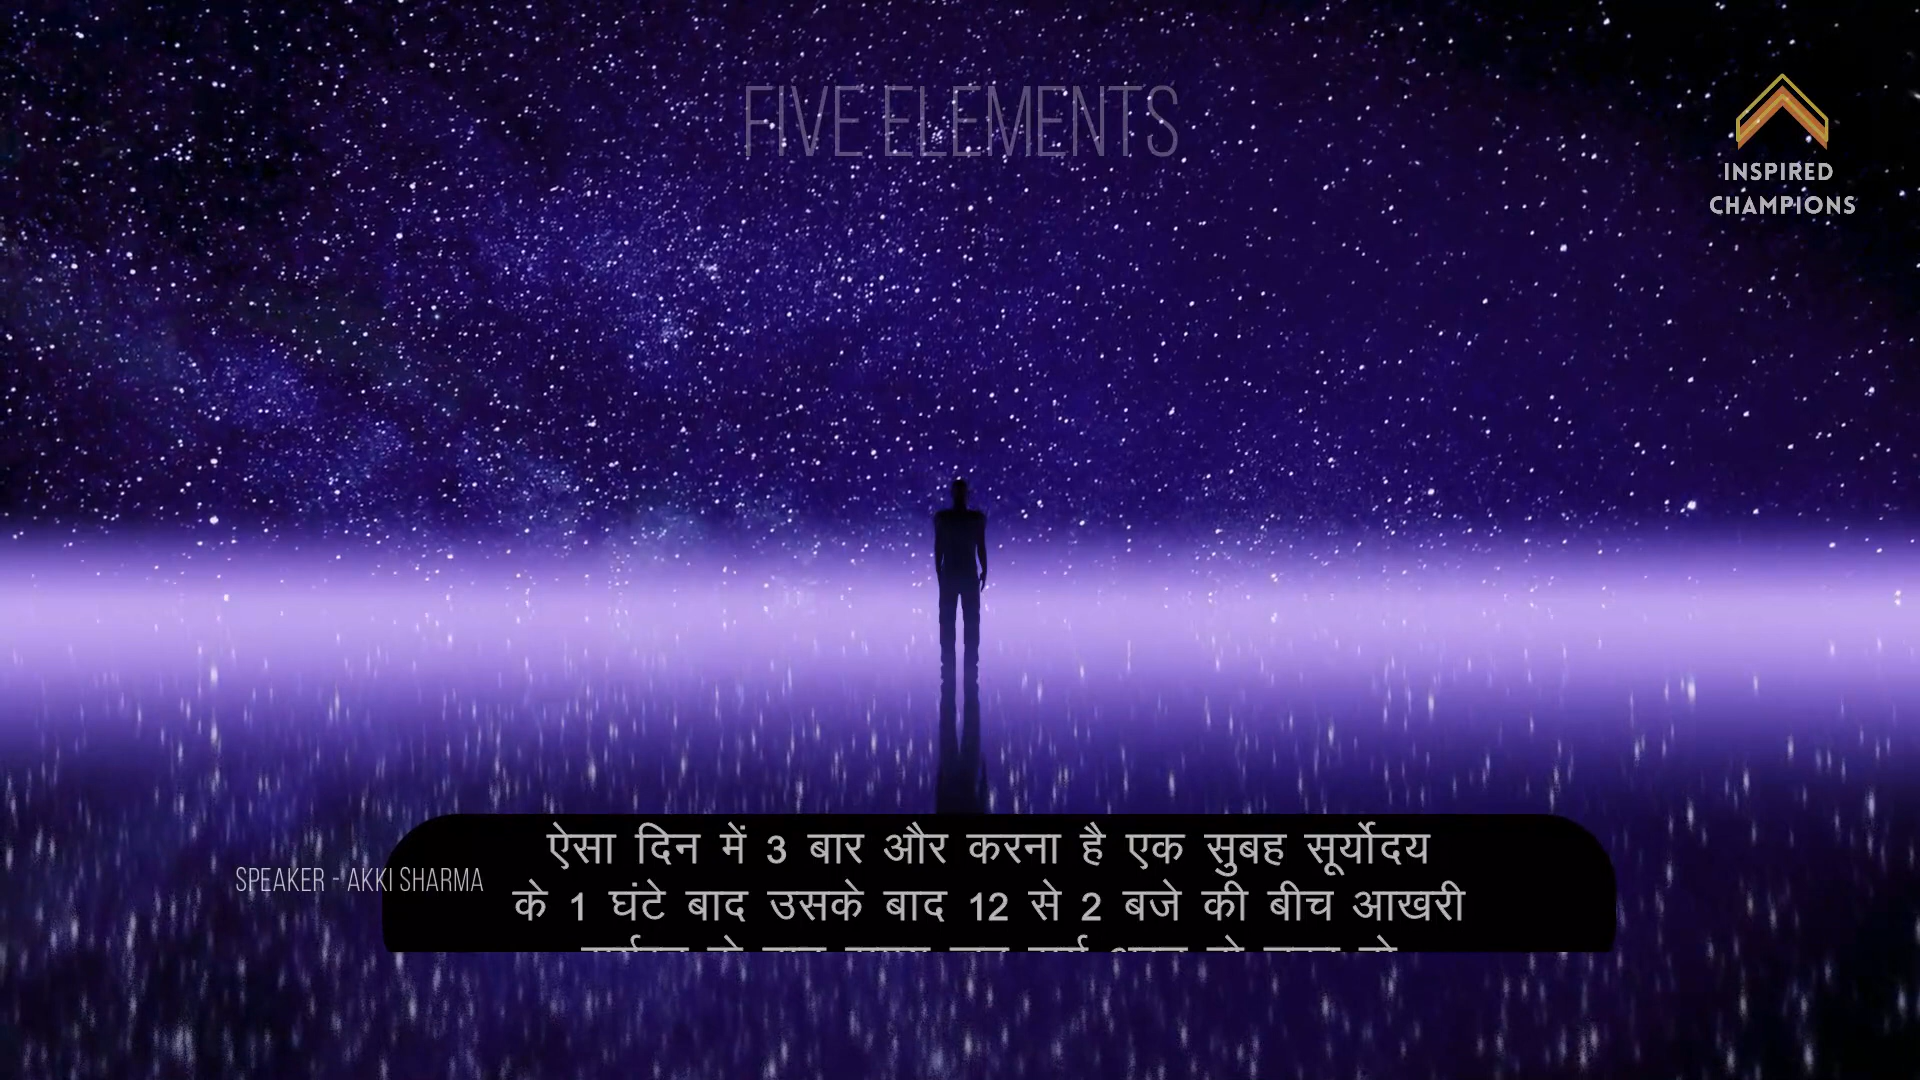 FIVE ELEMENTS
INSPIRED
CHAMPIONS
SPEAKER - AKKI SHARMA
ऐसा दिन में 3 बार और करना है एक सुबह सूर्योदय
के 1 घंटे बाद उसके बाद 12 से 2 बजे की बीच आखरी